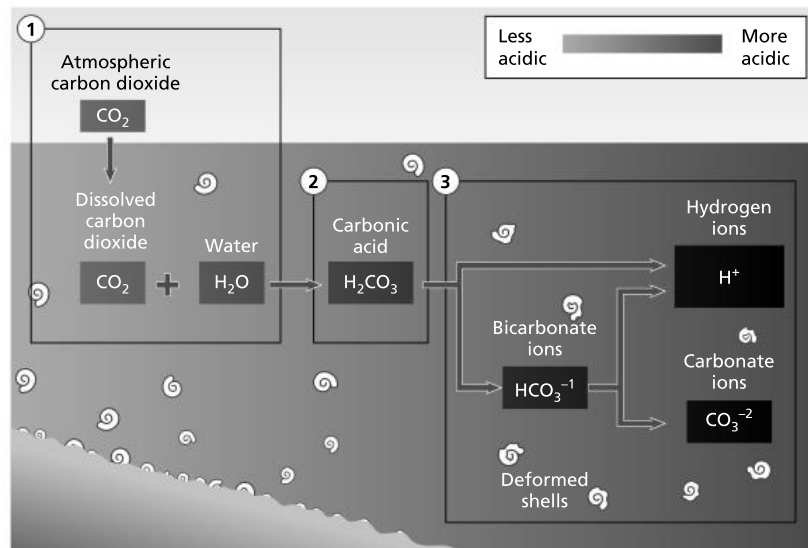 1
Atmospheric
carbon dioxide
CO₂
Dissolved
carbon
dioxide
CO₂
+
Water
H₂O
2
Carbonic
acid
H₂CO₃
3
Hydrogen
ions
H⁺
Bicarbonate
ions
HCO₃⁻¹
Carbonate
ions
CO₃⁻²
Deformed
shells
Less
acidic
More
acidic